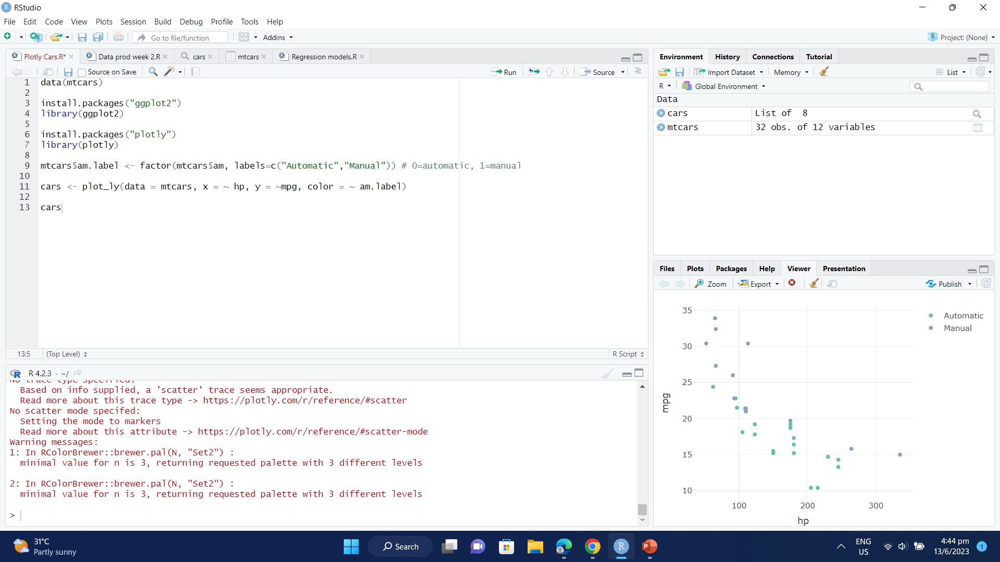 RStudio
File Edit Code View Plots Session Build Debug Profile Tools Help
Go to file/function Addins Project: (None)
Plotly Cars.R* Data prod week 2.R cars mtcars Regression models.R
Source on Save Run Source
1 data(mtcars)
2
3 install.packages("ggplot2")
4 library(ggplot2)
5
6 install.packages("plotly")
7 library(plotly)
8
9 mtcars$am.label <- factor(mtcars$am, labels=c("Automatic","Manual")) # 0=automatic, 1=manual
10
11 cars <- plot_ly(data = mtcars, x = ~ hp, y = ~mpg, color = ~ am.label)
12
13 cars
13:5 (Top Level) R Script
R 4.2.3 · ~/
No trace type specified:
Based on info supplied, a 'scatter' trace seems appropriate.
Read more about this trace type -> https://plotly.com/r/reference/#scatter
No scatter mode specifed:
Setting the mode to markers
Read more about this attribute -> https://plotly.com/r/reference/#scatter-mode
Warning messages:
1: In RColorBrewer::brewer.pal(N, "Set2") :
minimal value for n is 3, returning requested palette with 3 different levels
2: In RColorBrewer::brewer.pal(N, "Set2") :
minimal value for n is 3, returning requested palette with 3 different levels
>
Environment History Connections Tutorial
Import Dataset Memory List
R Global Environment
Data
cars List of 8
mtcars 32 obs. of 12 variables
Files Plots Packages Help Viewer Presentation
Zoom Export Publish
35
30
25
20
15
10
mpg
100 200 300
hp
Automatic
Manual
31°C
Partly sunny
Search
ENG
US
4:44 pm
13/6/2023
1